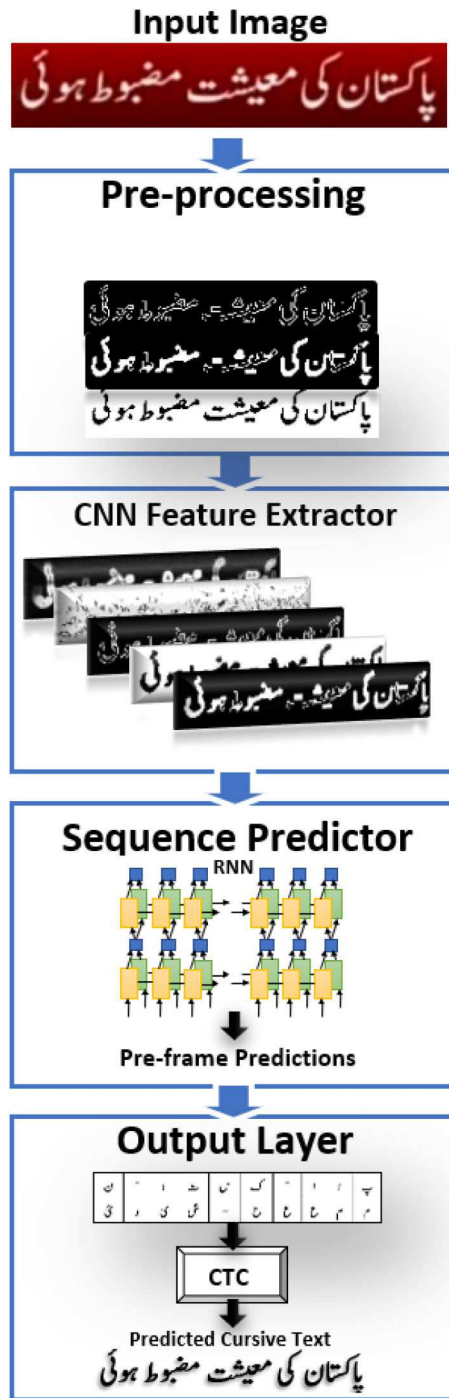 Input Image
پاکستان کی معیشت مضبوط ہوئی
Pre-processing
پاکستان کی معیشت مضبوط ہوئی
CNN Feature Extractor
Sequence Predictor
RNN
Pre-frame Predictions
Output Layer
CTC
Predicted Cursive Text
پاکستان کی معیشت مضبوط ہوئی